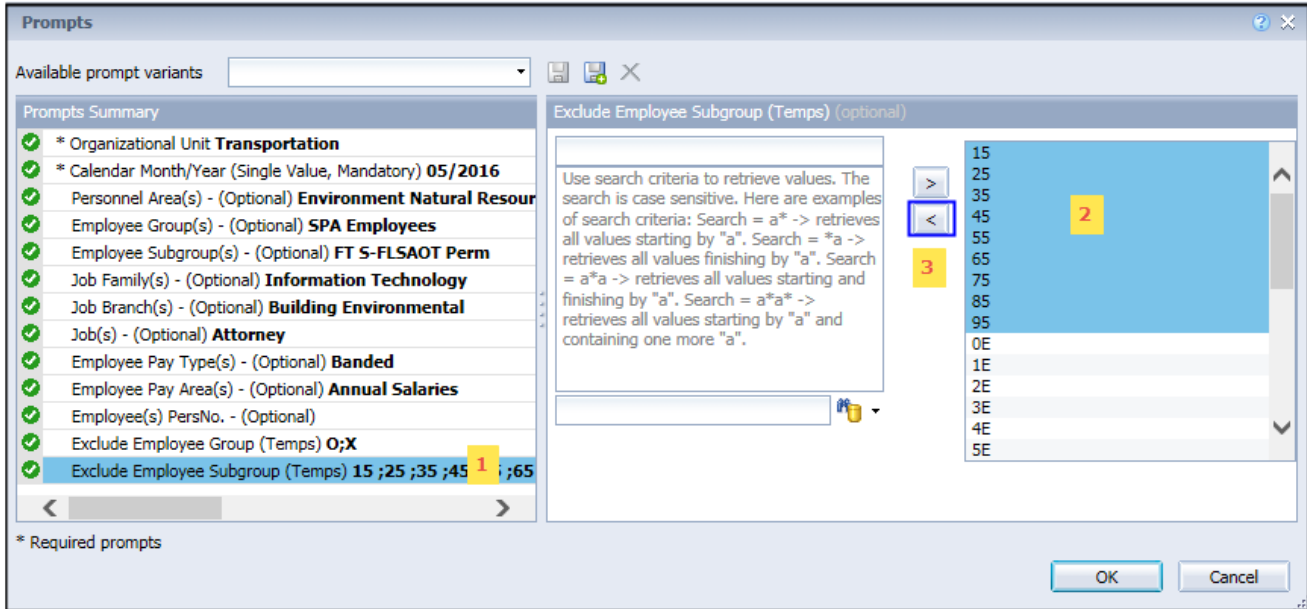 Prompts
Available prompt variants
Prompts Summary
* Organizational Unit Transportation
* Calendar Month/Year (Single Value, Mandatory) 05/2016
Personnel Area(s) - (Optional) Environment Natural Resour
Employee Group(s) - (Optional) SPA Employees
Employee Subgroup(s) - (Optional) FT S-FLSAOT Perm
Job Family(s) - (Optional) Information Technology
Job Branch(s) - (Optional) Building Environmental
Job(s) - (Optional) Attorney
Employee Pay Type(s) - (Optional) Banded
Employee Pay Area(s) - (Optional) Annual Salaries
Employee(s) PersNo. - (Optional)
Exclude Employee Group (Temps) O;X
Exclude Employee Subgroup (Temps) 15 ;25 ;35 ;45 1 ;65
* Required prompts
Exclude Employee Subgroup (Temps) (optional)
Use search criteria to retrieve values. The
search is case sensitive. Here are examples
of search criteria: Search = a* -> retrieves
all values starting by "a". Search = *a ->
retrieves all values finishing by "a". Search
= a*a -> retrieves all values starting and
finishing by "a". Search = a*a* ->
retrieves all values starting by "a" and
containing one more "a".
>
<
3
15
25
35
45
55
65
75
85
95
0E
1E
2E
3E
4E
5E
2
OK
Cancel